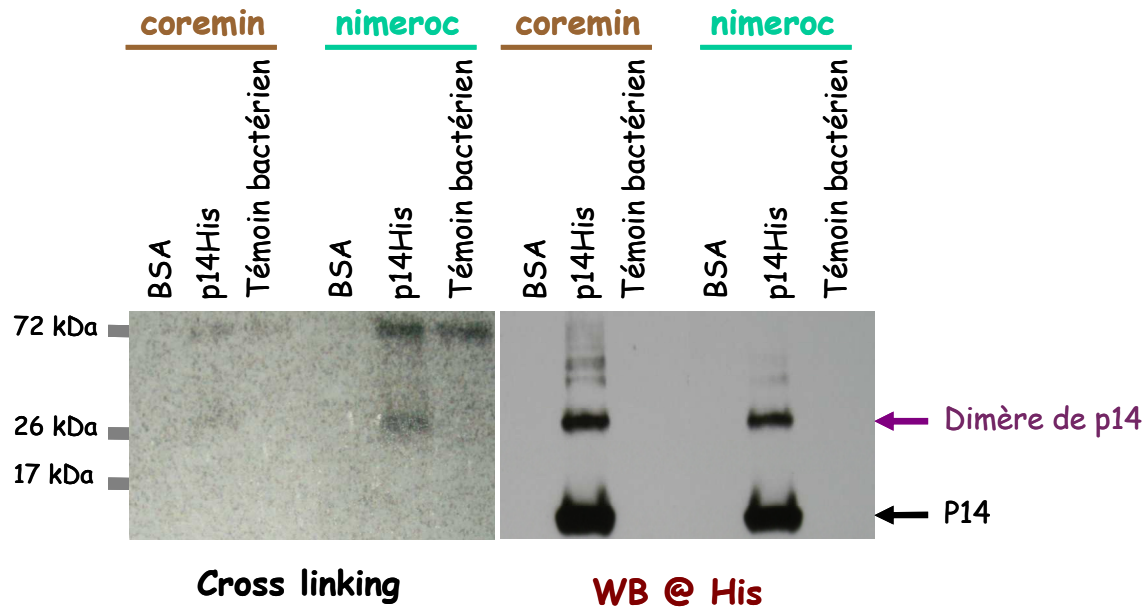 coremin nimeroc coremin nimeroc
BSA
p14His
Témoin bactérien
BSA
p14His
Témoin bactérien
BSA
p14His
Témoin bactérien
BSA
p14His
Témoin bactérien
72 kDa
26 kDa
17 kDa
Dimère de p14
P14
Cross linking
WB @ His